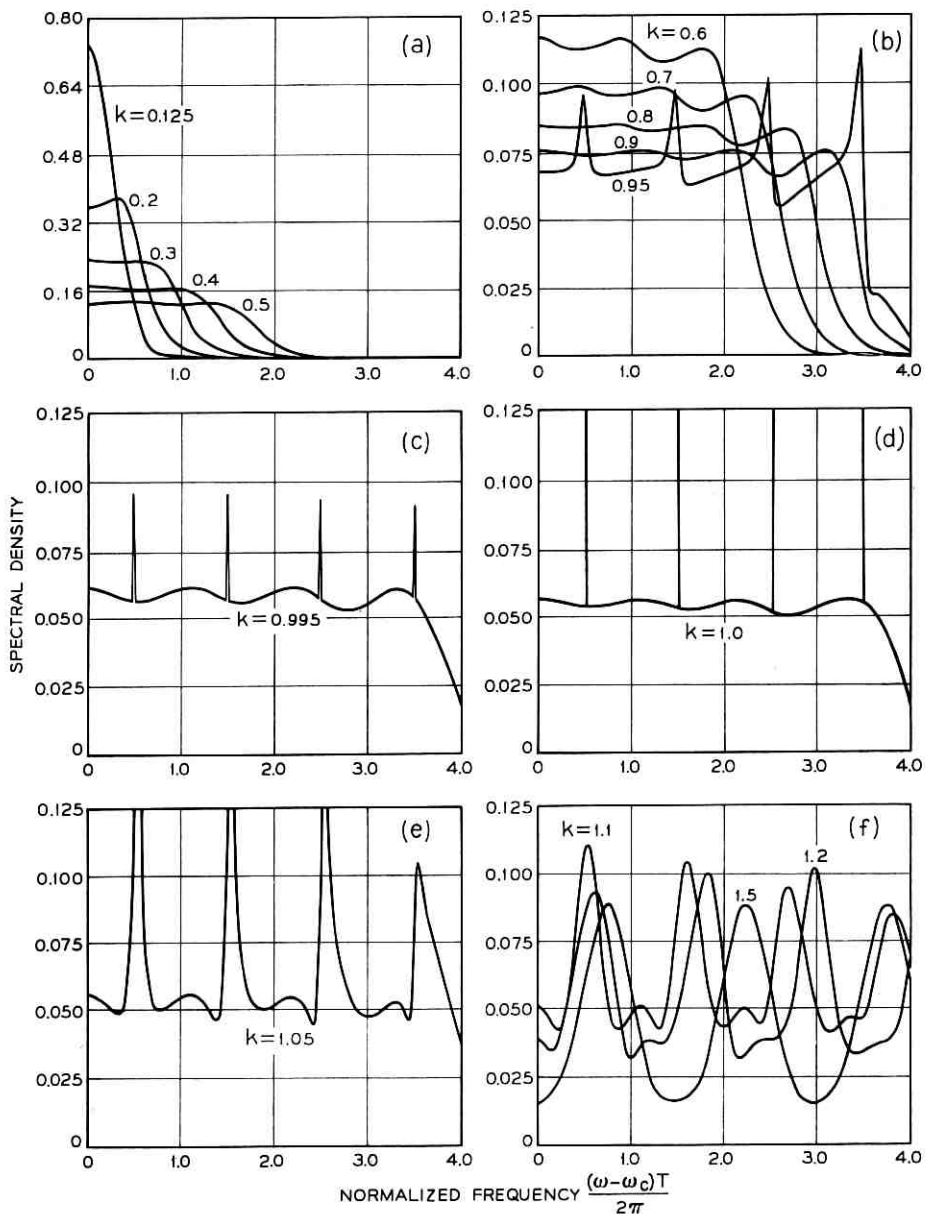 0.80
0.64
0.48
0.32
0.16
0
(a)
k=0.125
0.2
0.3
0.4
0.5
0 1.0 2.0 3.0 4.0
0.125
0.100
0.075
0.050
0.025
0
(b)
k=0.6
0.7
0.8
0.9
0.95
0 1.0 2.0 3.0 4.0
SPECTRAL DENSITY
0.125
0.100
0.075
0.050
0.025
0
(c)
k=0.995
0 1.0 2.0 3.0 4.0
0.125
0.100
0.075
0.050
0.025
0
(d)
k=1.0
0 1.0 2.0 3.0 4.0
0.125
0.100
0.075
0.050
0.025
0
(e)
k=1.05
0 1.0 2.0 3.0 4.0
0.125
0.100
0.075
0.050
0.025
0
(f)
k=1.1
1.2
1.5
0 1.0 2.0 3.0 4.0
NORMALIZED FREQUENCY (ω-ωc)T
2π